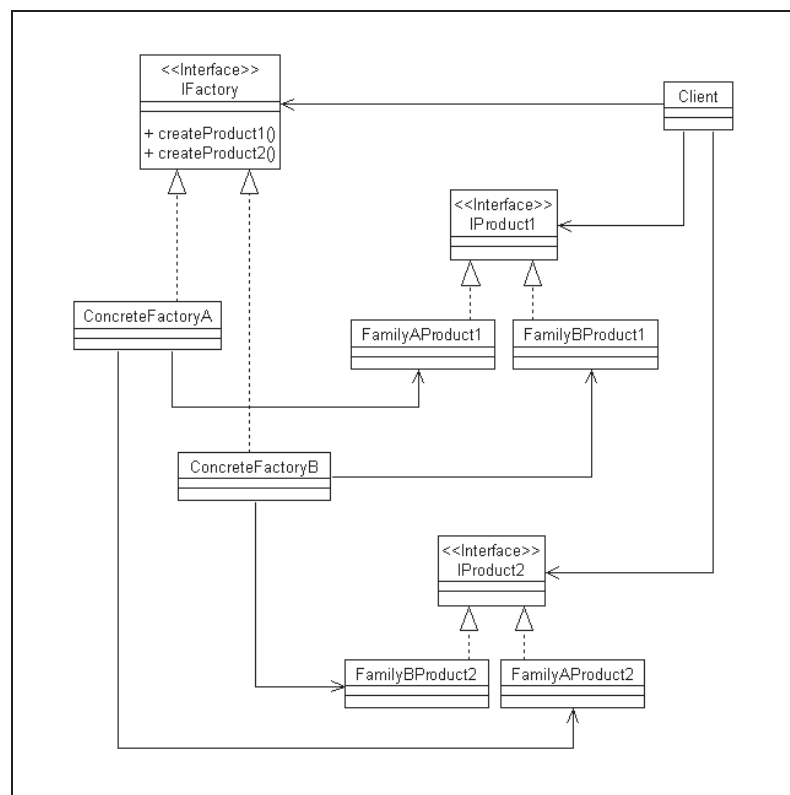 <<Interface>>
IFactory
+ createProduct1()
+ createProduct2()
Client
<<Interface>>
IProduct1
ConcreteFactoryA
FamilyAProduct1
FamilyBProduct1
ConcreteFactoryB
<<Interface>>
IProduct2
FamilyBProduct2
FamilyAProduct2